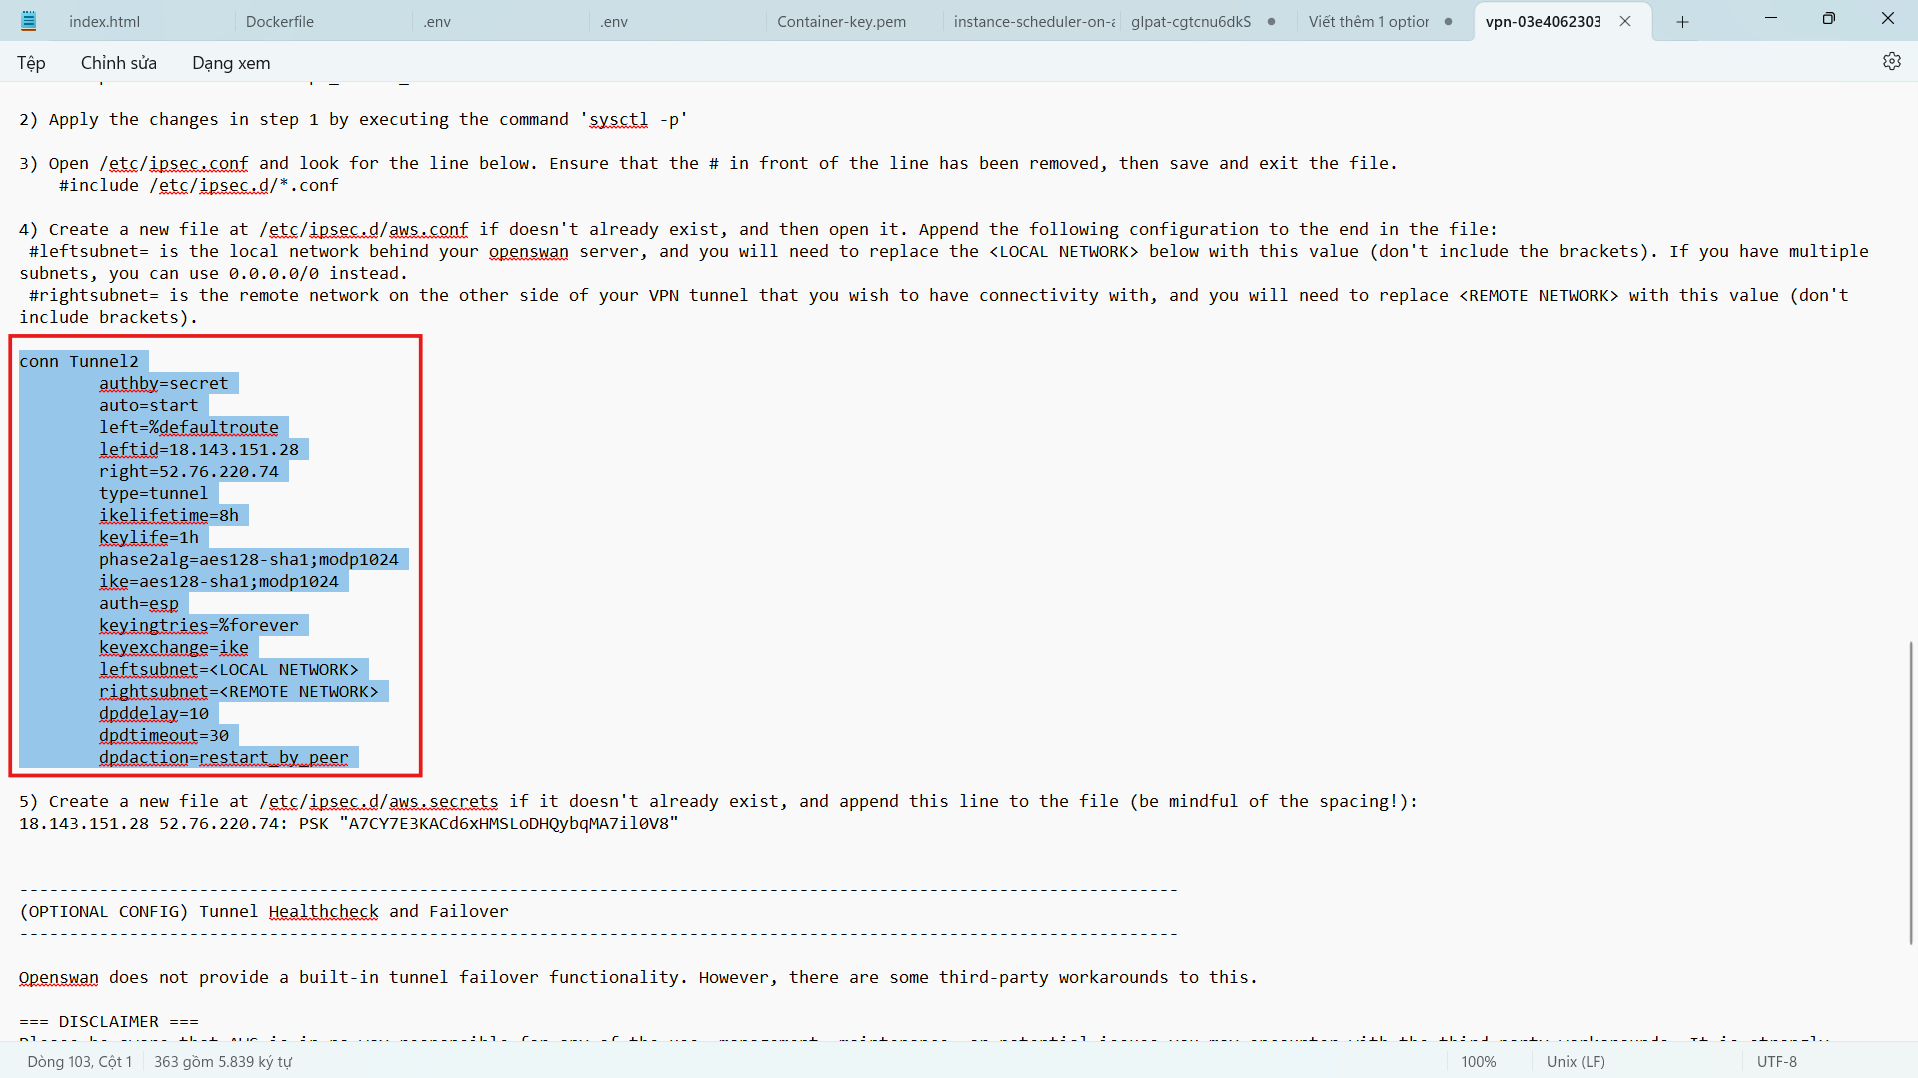 index.html
Dockerfile
.env
.env
Container-key.pem
instance-scheduler-on-a
glpat-cgtcnu6dkS
Viết thêm 1 option
vpn-03e4062303
Tệp
Chỉnh sửa
Dạng xem
2) Apply the changes in step 1 by executing the command 'sysctl -p'
3) Open /etc/ipsec.conf and look for the line below. Ensure that the # in front of the line has been removed, then save and exit the file.
#include /etc/ipsec.d/*.conf
4) Create a new file at /etc/ipsec.d/aws.conf if doesn't already exist, and then open it. Append the following configuration to the end in the file:
#leftsubnet= is the local network behind your openswan server, and you will need to replace the <LOCAL NETWORK> below with this value (don't include the brackets). If you have multiple
subnets, you can use 0.0.0.0/0 instead.
#rightsubnet= is the remote network on the other side of your VPN tunnel that you wish to have connectivity with, and you will need to replace <REMOTE NETWORK> with this value (don't
include brackets).
conn Tunnel2
authby=secret
auto=start
left=%defaultroute
leftid=18.143.151.28
right=52.76.220.74
type=tunnel
ikelifetime=8h
keylife=1h
phase2alg=aes128-sha1;modp1024
ike=aes128-sha1;modp1024
auth=esp
keyingtries=%forever
keyexchange=ike
leftsubnet=<LOCAL NETWORK>
rightsubnet=<REMOTE NETWORK>
dpddelay=10
dpdtimeout=30
dpdaction=restart_by_peer
5) Create a new file at /etc/ipsec.d/aws.secrets if it doesn't already exist, and append this line to the file (be mindful of the spacing!):
18.143.151.28 52.76.220.74: PSK "A7CY7E3KACd6xHMSLoDHQybqMA7il0V8"
--------------------------------------------------------------------------------------------------------------------
(OPTIONAL CONFIG) Tunnel Healthcheck and Failover
--------------------------------------------------------------------------------------------------------------------
Openswan does not provide a built-in tunnel failover functionality. However, there are some third-party workarounds to this.
=== DISCLAIMER ===
Dòng 103, Cột 1
363 gồm 5.839 ký tự
100%
Unix (LF)
UTF-8